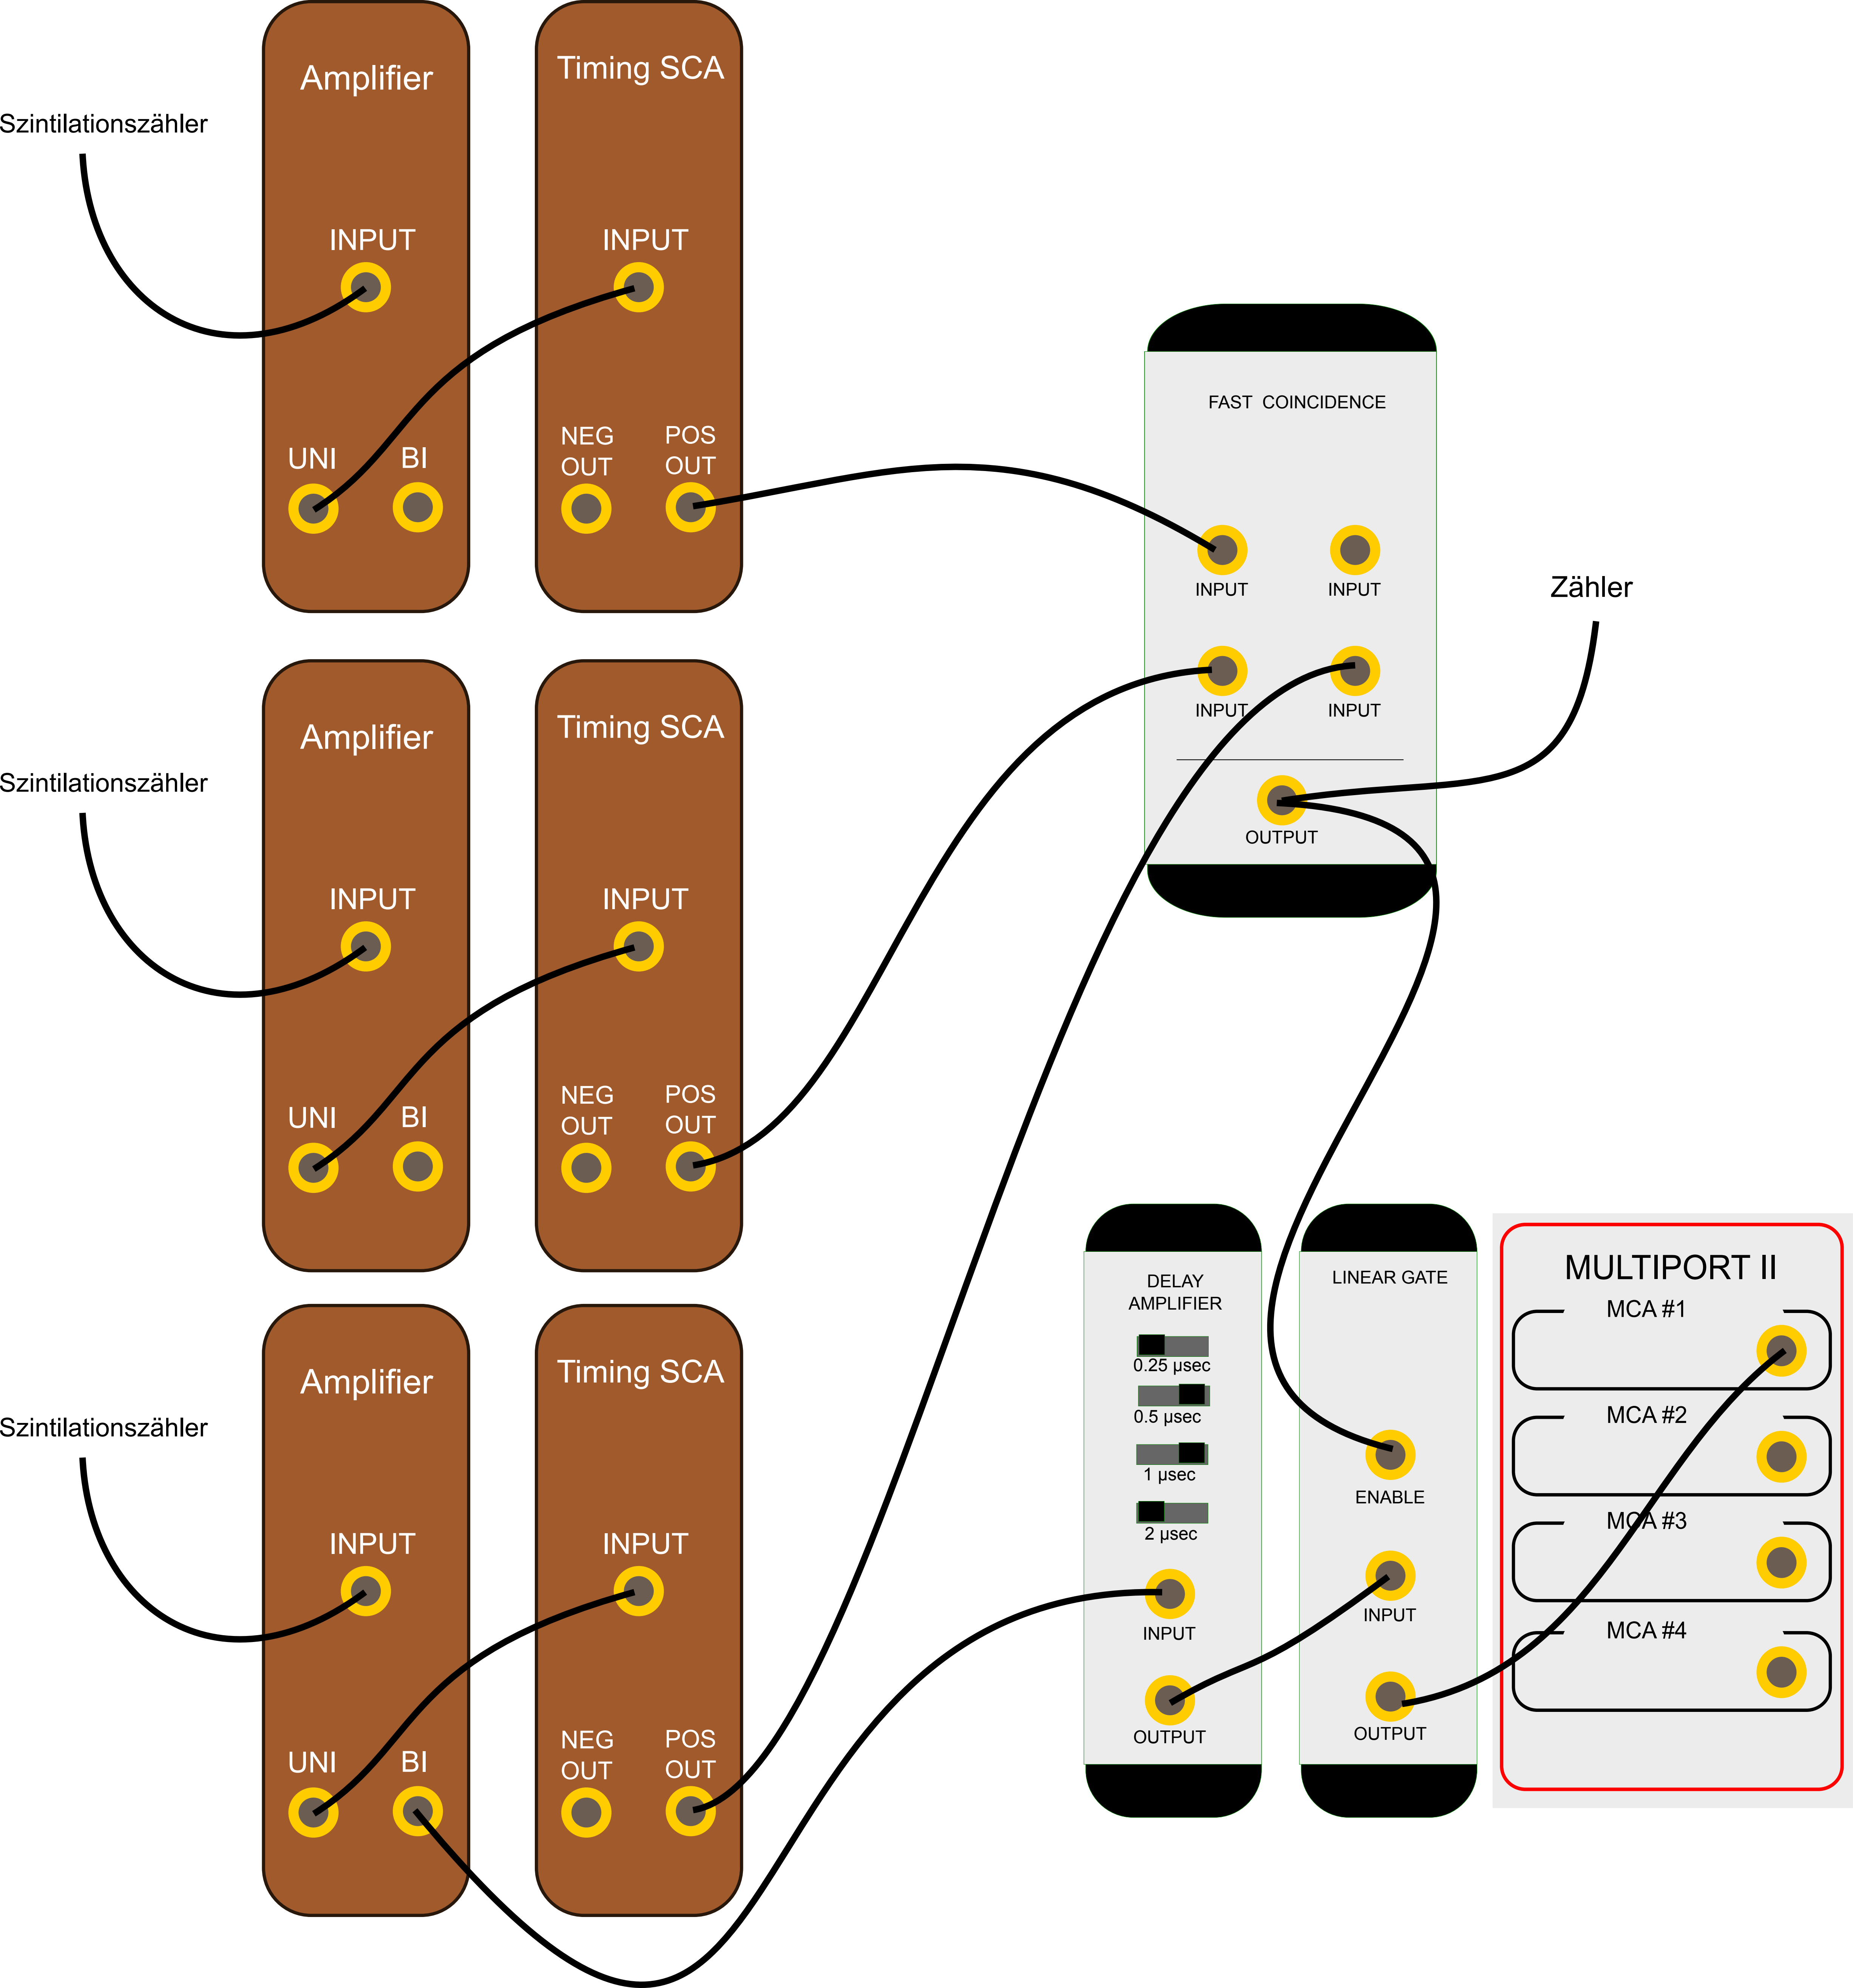 Amplifier
Timing SCA
Szintilationszähler
INPUT
INPUT
UNI
BI
NEG
OUT
POS
OUT
FAST COINCIDENCE
INPUT
INPUT
INPUT
INPUT
OUTPUT
Zähler
Amplifier
Timing SCA
Szintilationszähler
INPUT
INPUT
UNI
BI
NEG
OUT
POS
OUT
Amplifier
Timing SCA
Szintilationszähler
INPUT
INPUT
UNI
BI
NEG
OUT
POS
OUT
DELAY
AMPLIFIER
0.25 µsec
0.5 µsec
1 µsec
2 µsec
INPUT
OUTPUT
LINEAR GATE
ENABLE
INPUT
OUTPUT
MULTIPORT II
MCA #1
MCA #2
MCA #3
MCA #4